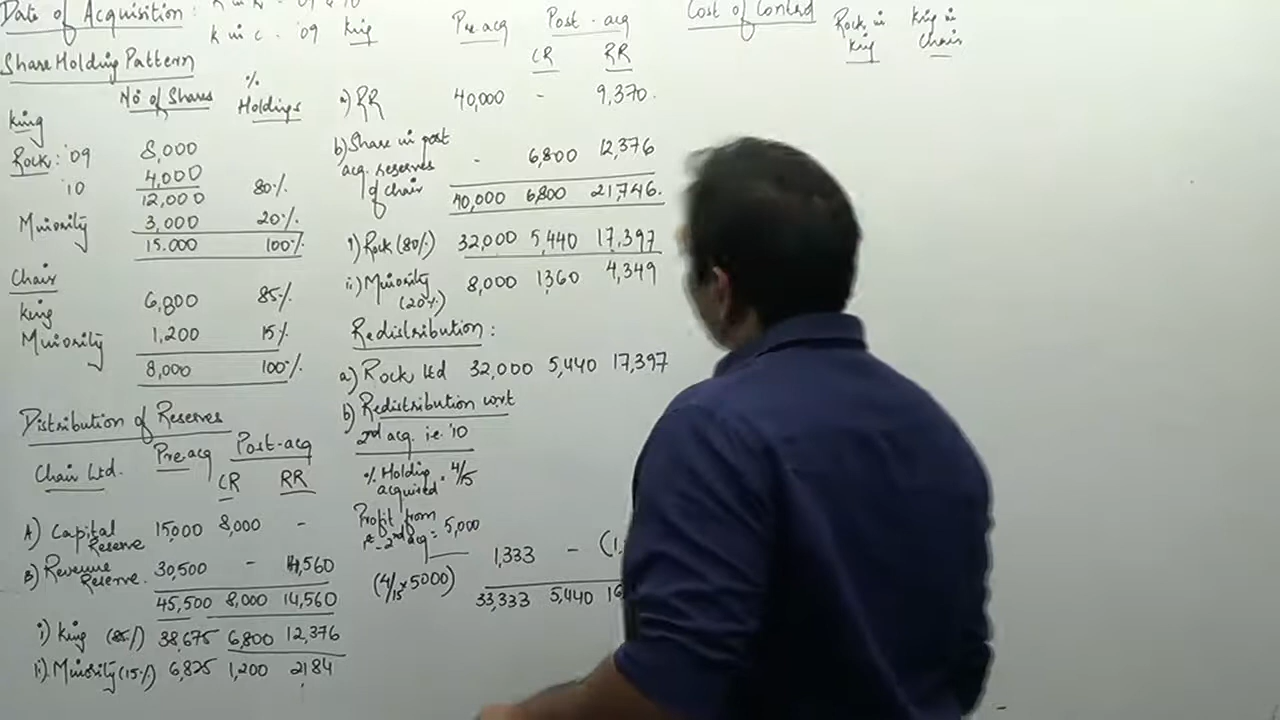 Date of Acquisition :
K in C - '09
Share Holding Pattern
No of Shares
% Holdings
King
Rock : '09 8,000
'10 4,000
12,000 80%
Minority 3,000 20%
15.000 100%
Chair
King 6,800 85%
Minority 1,200 15%
8,000 100%
Distribution of Reserves
Chair Ltd. Pre acq Post-acq
CR RR
A) Capital Reserve 15,000 8,000 -
B) Revenue Reserve. 30,500 - 14,560
45,500 8,000 14,560
i) King (85%) 38,675 6,800 12,376
ii) Minority (15%) 6,825 1,200 2184
King Pre.acq Post - acq
CR RR
a) RR 40,000 - 9,370.
b) Share in post
acq. reserves - 6,800 12,376
of chair
40,000 6,800 21,746.
i) Rock (80%) 32,000 5,440 17,397
ii) Minority 8,000 1,360 4,349
(20%)
Redistribution :
a) Rock Ltd 32,000 5,440 17,397
b) Redistribution w.r.t
2nd acq. i.e. '10
% Holding
acquired = 4/15
Profit from
1st - 2nd acq = 5,000
1,333 - (1,
(4/15 x 5000)
33,333 5,440 16
Cost of Control
Rock in King
King in Chair